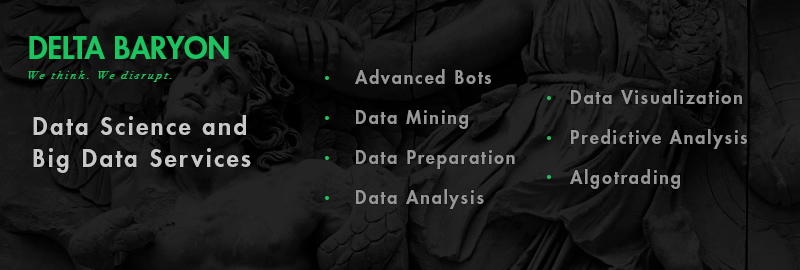 DELTA BARYON
We think. We disrupt.
Data Science and
Big Data Services
Advanced Bots
Data Mining
Data Preparation
Data Analysis
Data Visualization
Predictive Analysis
Algotrading